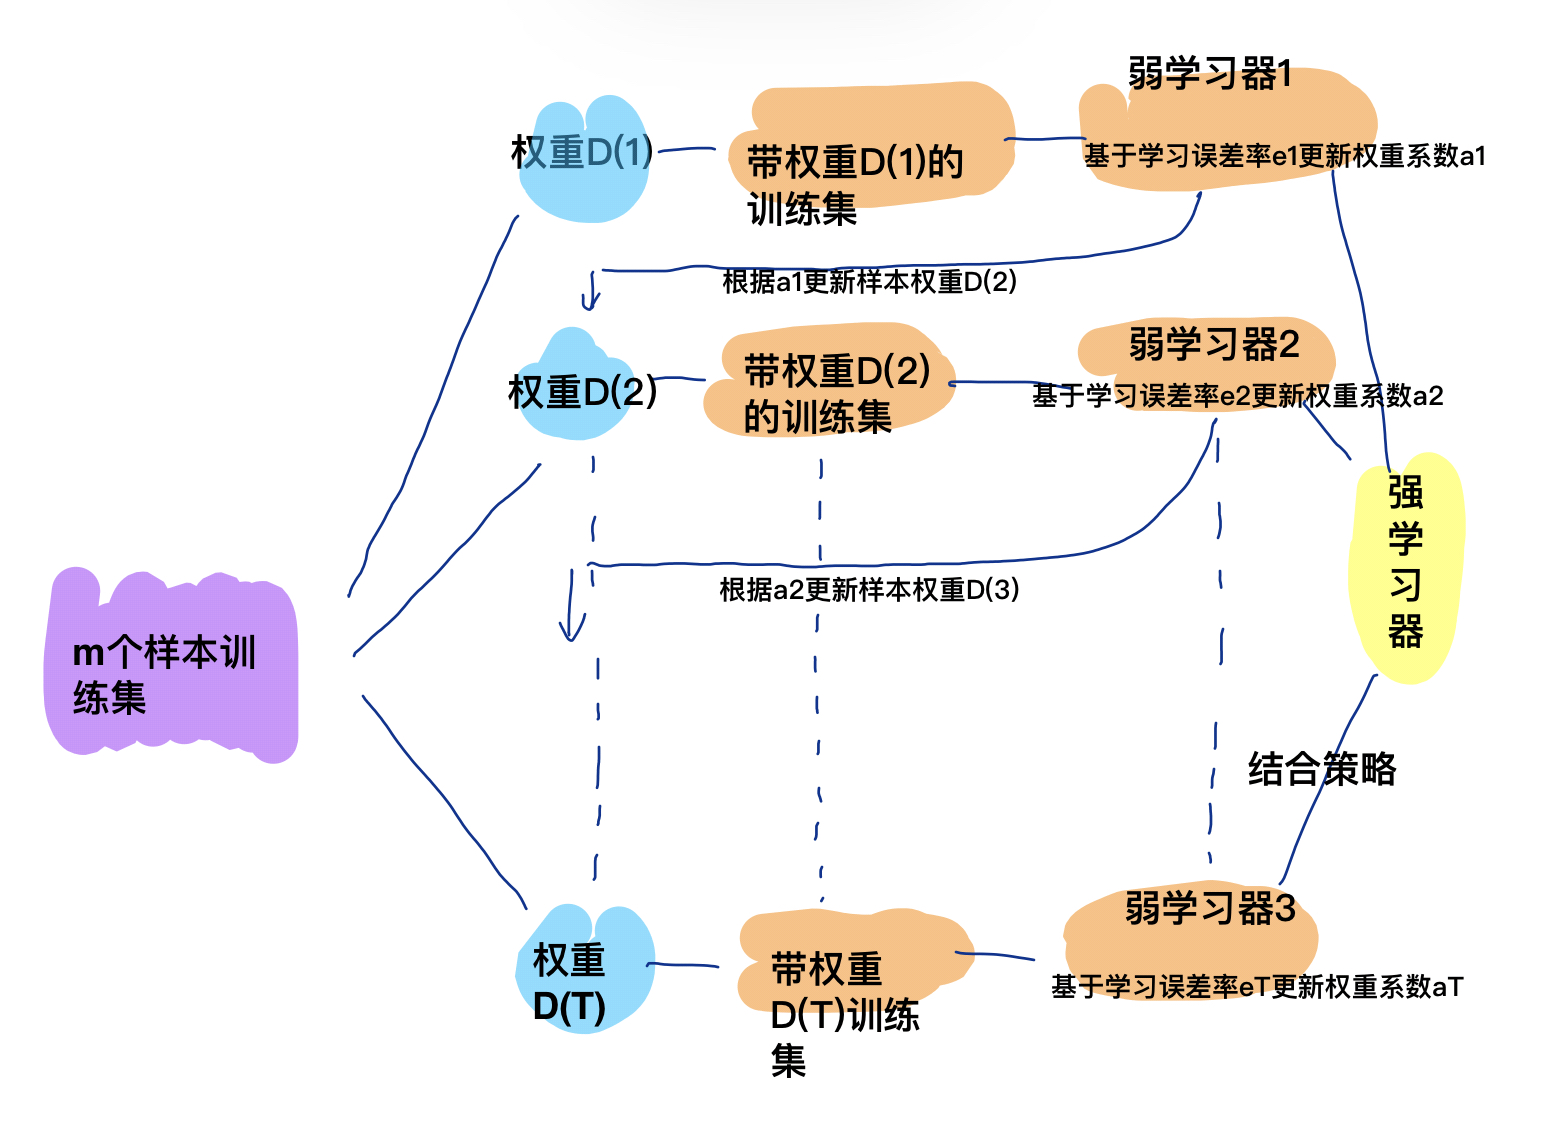 弱学习器1
权重D(1)
带权重D(1)的
训练集
基于学习误差率e1更新权重系数a1
根据a1更新样本权重D(2)
弱学习器2
权重D(2)
带权重D(2)
的训练集
基于学习误差率e2更新权重系数a2
强
学
习
器
根据a2更新样本权重D(3)
m个样本训
练集
结合策略
弱学习器3
权重
D(T)
带权重
D(T)训练
集
基于学习误差率eT更新权重系数aT